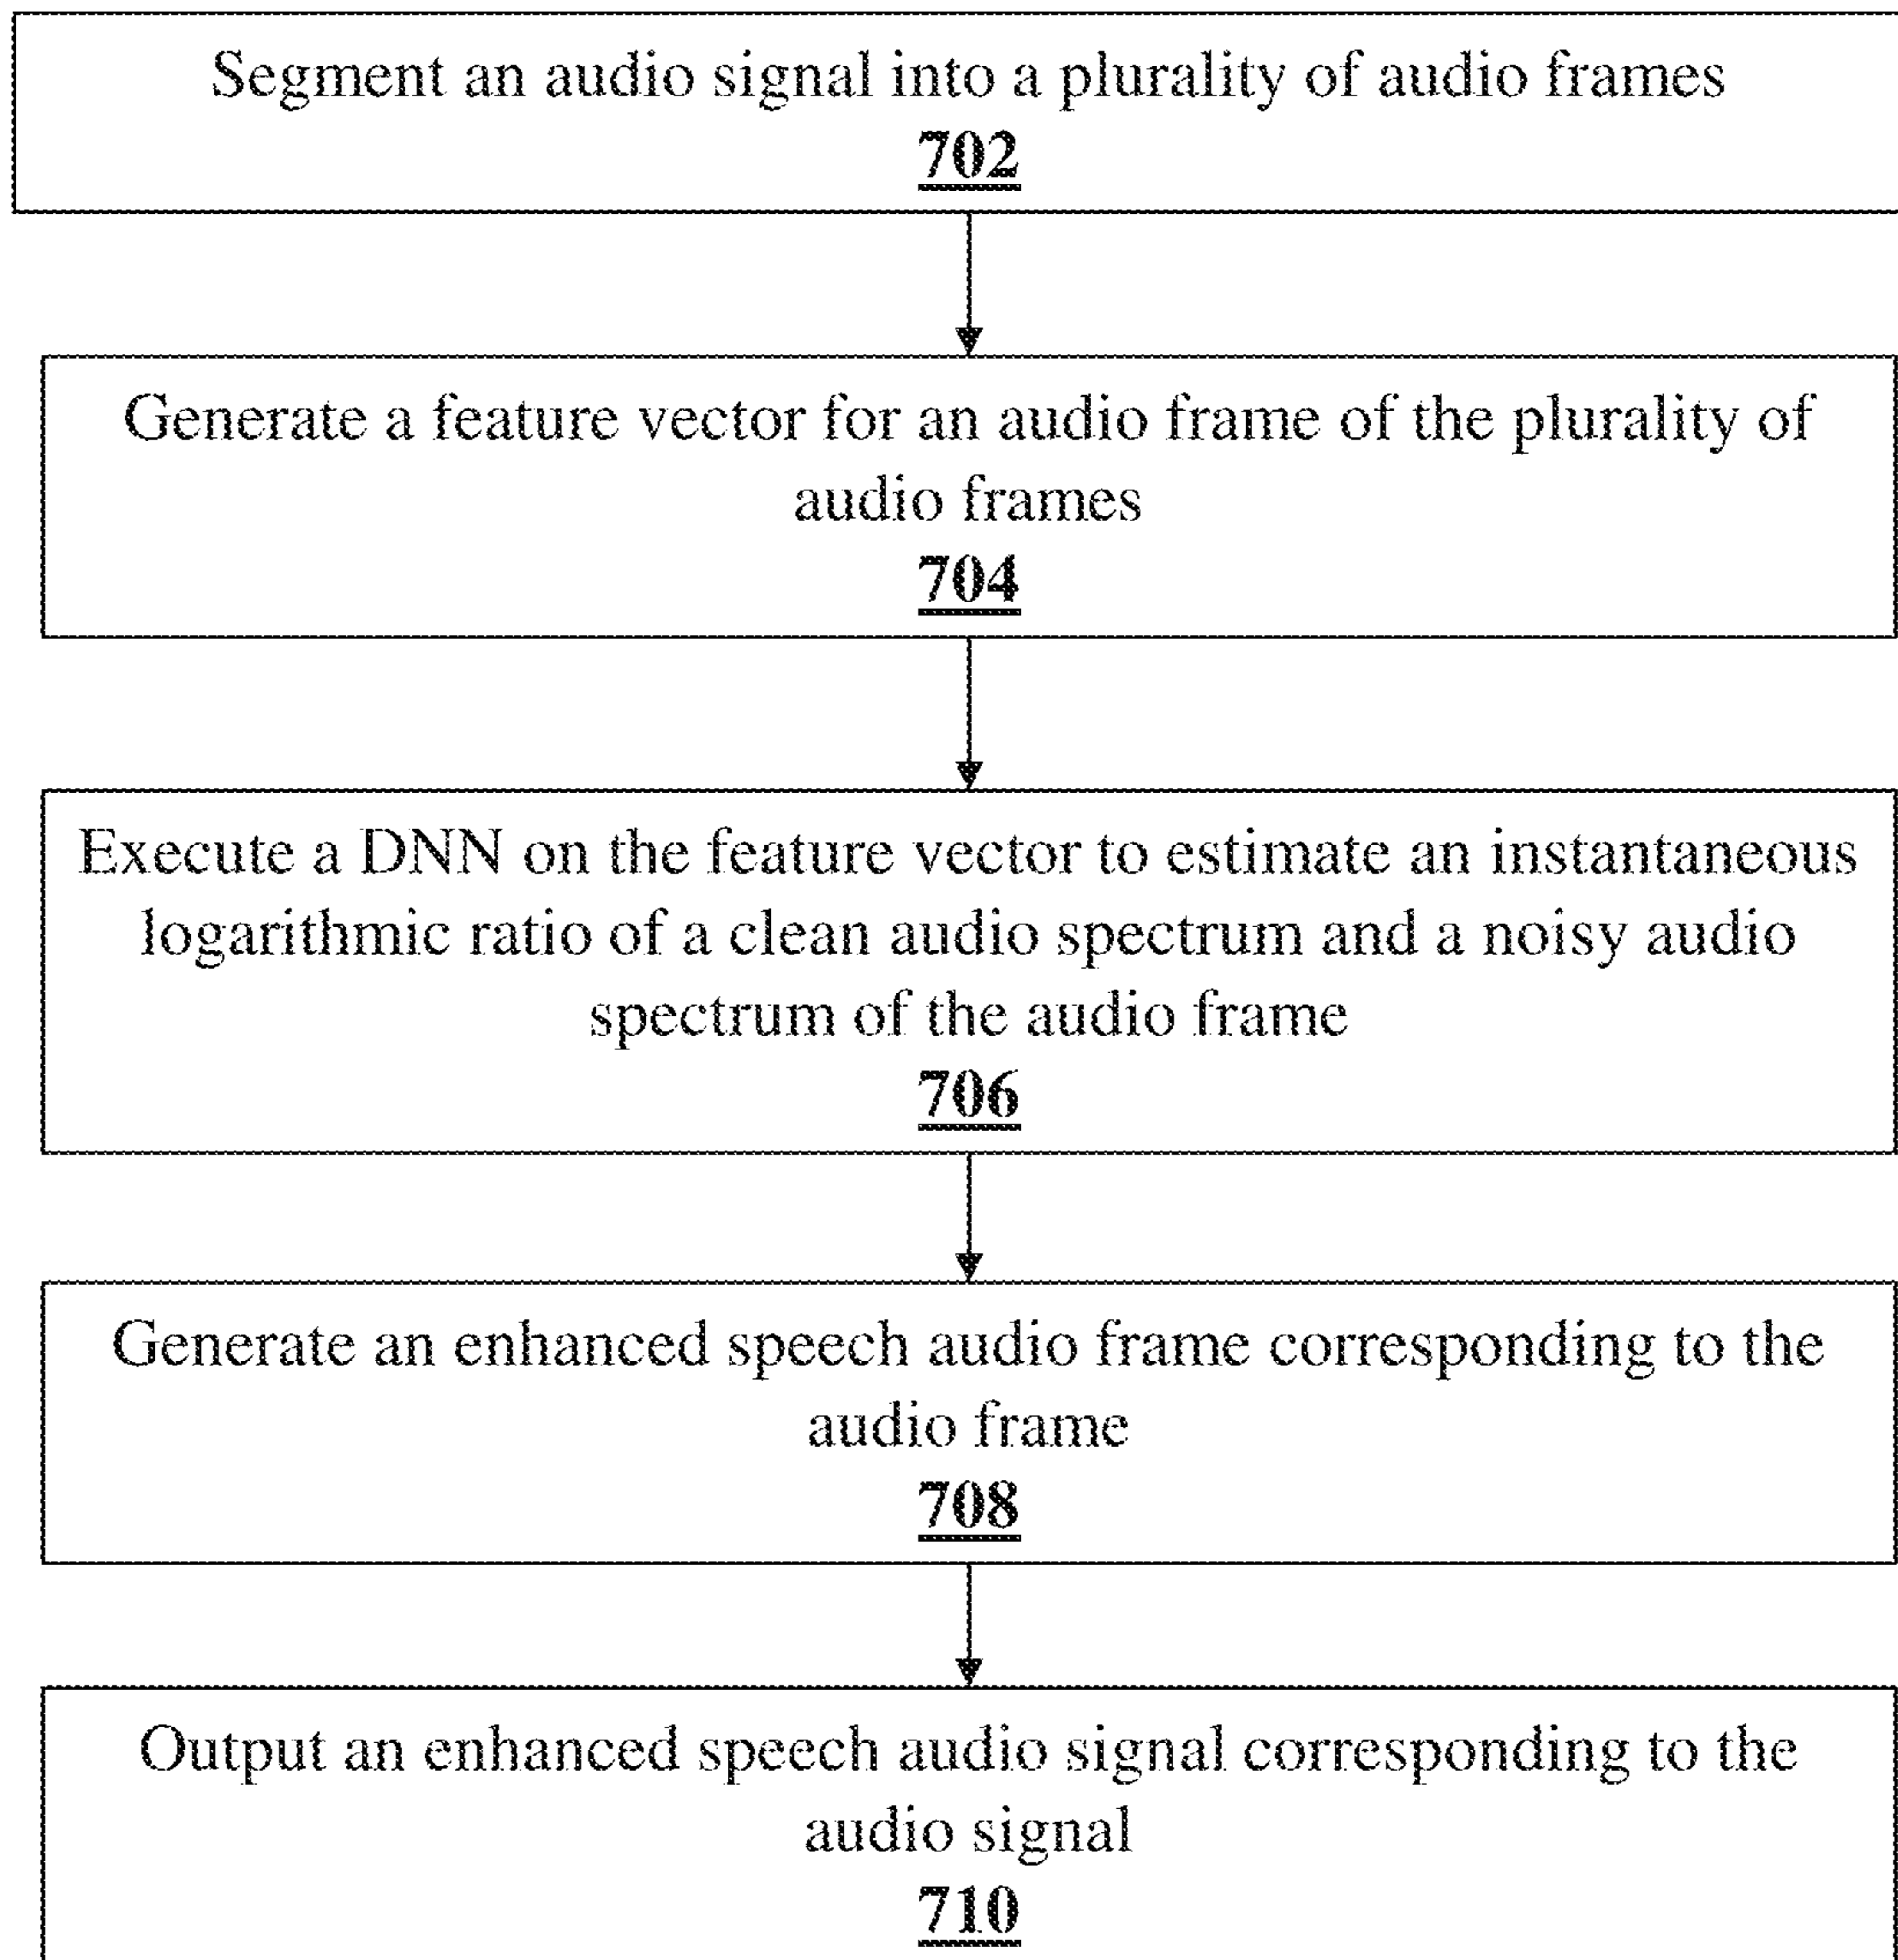 Segment an audio signal into a plurality of audio frames
702
Generate a feature vector for an audio frame of the plurality of
audio frames
704
Execute a DNN on the feature vector to estimate an instantaneous
logarithmic ratio of a clean audio spectrum and a noisy audio
spectrum of the audio frame
706
Generate an enhanced speech audio frame corresponding to the
audio frame
708
Output an enhanced speech audio signal corresponding to the
audio signal
710